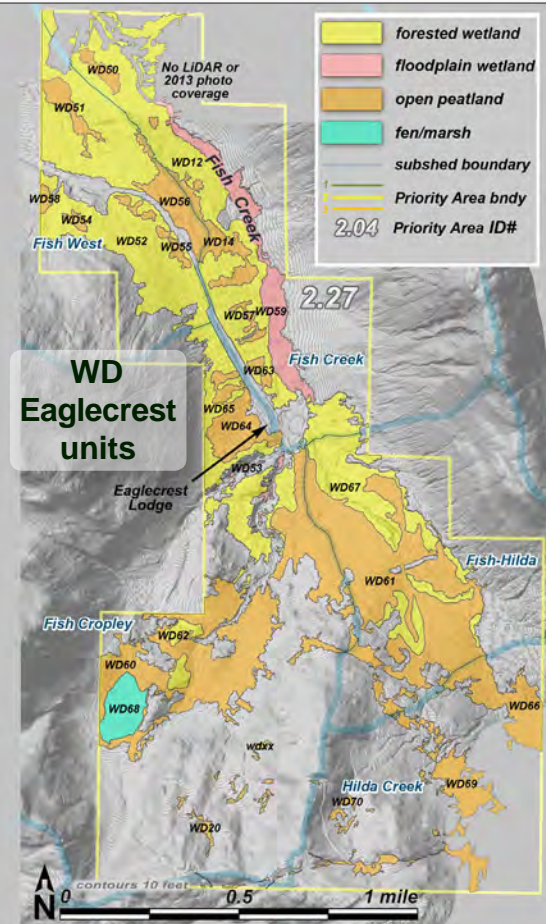 forested wetland
floodplain wetland
open peatland
fen/marsh
subshed boundary
1
2
3
Priority Area bndy
2.04 Priority Area ID#
No LiDAR or
2013 photo
coverage
WD50
WD51
WD12
Fish Creek
WD58
WD56
WD54
WD52
WD55
WD14
Fish West
2.27
WD57
WD59
Fish Creek
WD63
WD
Eaglecrest
units
WD65
WD64
WD53
Eaglecrest
Lodge
WD67
Fish-Hilda
WD61
Fish Cropley
WD62
WD60
WD68
WD66
wdxx
Hilda Creek
WD69
WD70
WD20
N
contours 10 feet
0
0.5
1 mile